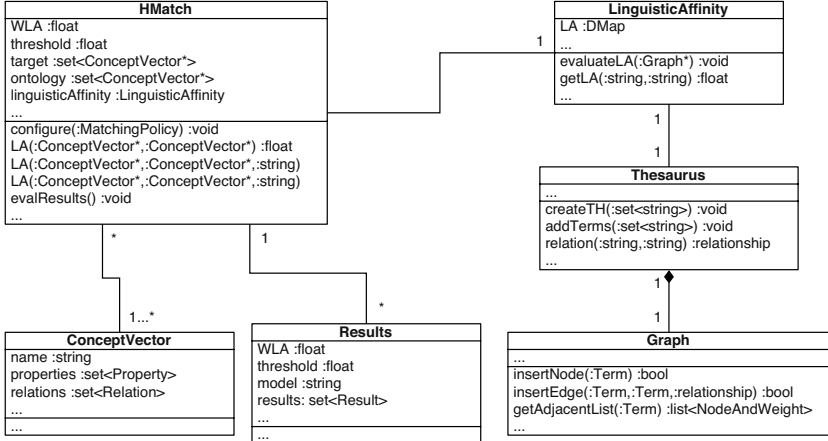 HMatch
WLA :float
threshold :float
target :set<ConceptVector*>
ontology :set<ConceptVector*>
linguisticAffinity :LinguisticAffinity
...
configure(:MatchingPolicy) :void
LA(:ConceptVector*,:ConceptVector*) :float
LA(:ConceptVector*,:ConceptVector*,:string)
LA(:ConceptVector*,:ConceptVector*,:string)
evalResults() :void
...
1
LinguisticAffinity
LA :DMap
...
evaluateLA(:Graph*) :void
getLA(:string,:string) :float
...
1
1
Thesaurus
...
createTH(:set<string>) :void
addTerms(:set<string>) :void
relation(:string,:string) :relationship
...
*
1
1
1...*
*
1
ConceptVector
name :string
properties :set<Property>
relations :set<Relation>
...
...
Results
WLA :float
threshold :float
model :string
results: set<Result>
...
...
Graph
...
insertNode(:Term) :bool
insertEdge(:Term,:Term,:relationship) :bool
getAdjacentList(:Term) :list<NodeAndWeight>
...